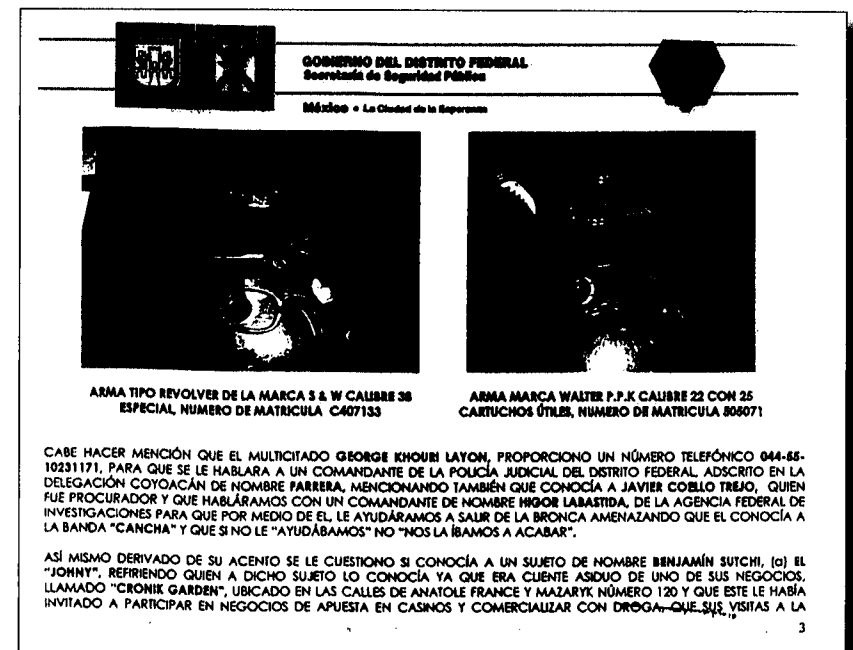 GOBIERNO DEL DISTRITO FEDERAL
Secretaría de Seguridad Pública
México • La Ciudad de la Esperanza
ARMA TIPO REVOLVER DE LA MARCA S & W CALIBRE 38
ESPECIAL, NUMERO DE MATRICULA C407133
ARMA MARCA WALTER P.P.K CALIBRE 22 CON 25
CARTUCHOS ÚTILES, NUMERO DE MATRICULA 505071
CABE HACER MENCIÓN QUE EL MULTICITADO GEORGE KHOURI LAYON, PROPORCIONO UN NÚMERO TELEFÓNICO 044-55-
10231171, PARA QUE SE LE HABLARA A UN COMANDANTE DE LA POLICÍA JUDICIAL DEL DISTRITO FEDERAL, ADSCRITO EN LA
DELEGACIÓN COYOACÁN DE NOMBRE PARRERA, MENCIONANDO TAMBIÉN QUE CONOCÍA A JAVIER COELLO TREJO, QUIEN
FUE PROCURADOR Y QUE HABLÁRAMOS CON UN COMANDANTE DE NOMBRE HIGOR LABASTIDA, DE LA AGENCIA FEDERAL DE
INVESTIGACIONES PARA QUE POR MEDIO DE EL, LE AYUDÁRAMOS A SALIR DE LA BRONCA AMENAZANDO QUE EL CONOCÍA A
LA BANDA "CANCHA" Y QUE SI NO LE "AYUDÁBAMOS" NO "NOS LA ÍBAMOS A ACABAR".
ASÍ MISMO DERIVADO DE SU ACENTO SE LE CUESTIONO SI CONOCÍA A UN SUJETO DE NOMBRE BENJAMÍN SUTCHI, (a) EL
"JOHNY", REFIRIENDO QUIEN A DICHO SUJETO LO CONOCÍA YA QUE ERA CLIENTE ASIDUO DE UNO DE SUS NEGOCIOS,
LLAMADO "CRONIK GARDEN", UBICADO EN LAS CALLES DE ANATOLE FRANCE Y MAZARYK NÚMERO 120 Y QUE ESTE LE HABÍA
INVITADO A PARTICIPAR EN NEGOCIOS DE APUESTA EN CASINOS Y COMERCIALIZAR CON DROGA, QUE SUS VISITAS A LA
3